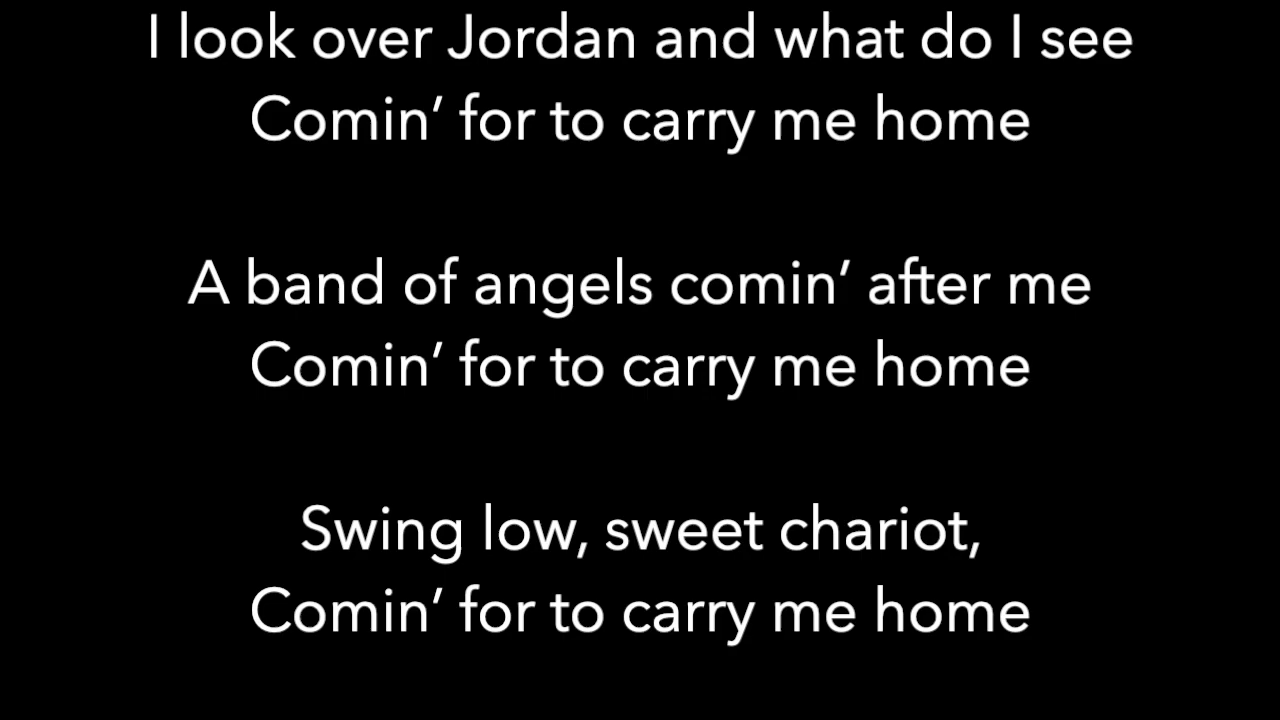 I look over Jordan and what do I see
Comin’ for to carry me home
A band of angels comin’ after me
Comin’ for to carry me home
Swing low, sweet chariot,
Comin’ for to carry me home